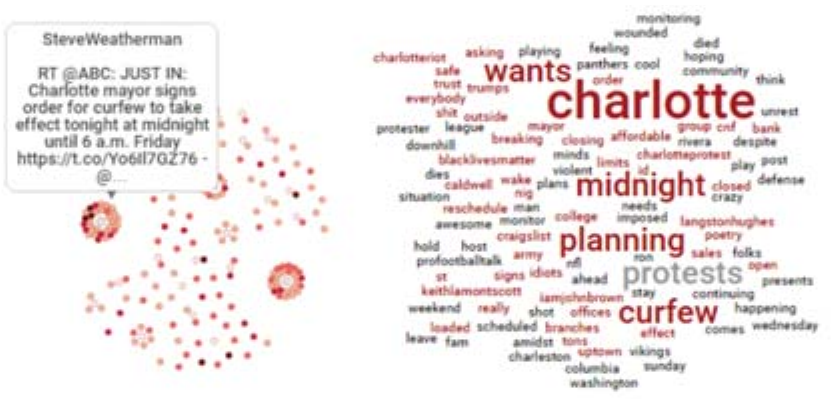 SteveWeatherman
RT @ABC: JUST IN:
Charlotte mayor signs
order for curfew to take
effect tonight at midnight
until 6 a.m. Friday
https://t.co/Yo6Il7GZ76 -
@...
monitoring
wounded
charlotteriot asking playing feeling died
hoping
safe wants panthers cool community
trust trumps order think
everybody charlotte
shit outside unrest
protester league mayor group cnf bank
breaking closing affordable rivera despite
downhill
blacklivesmatter minds limits charlotteprotest
dies violent id play post
caldwell wake plans midnight closed defense
situation nig crazy
reschedule man needs
awesome monitor college imposed langstonhughes
craigslist planning poetry
hold host army ron sales folks
profootballtalk nfl protests open
st signs idiots ahead presents
keithlamontscott stay continuing
iamjohnbrown
weekend really shot offices curfew happening
loaded scheduled branches effect comes wednesday
leave fam amidst tons
charleston uptown vikings
columbia sunday
washington